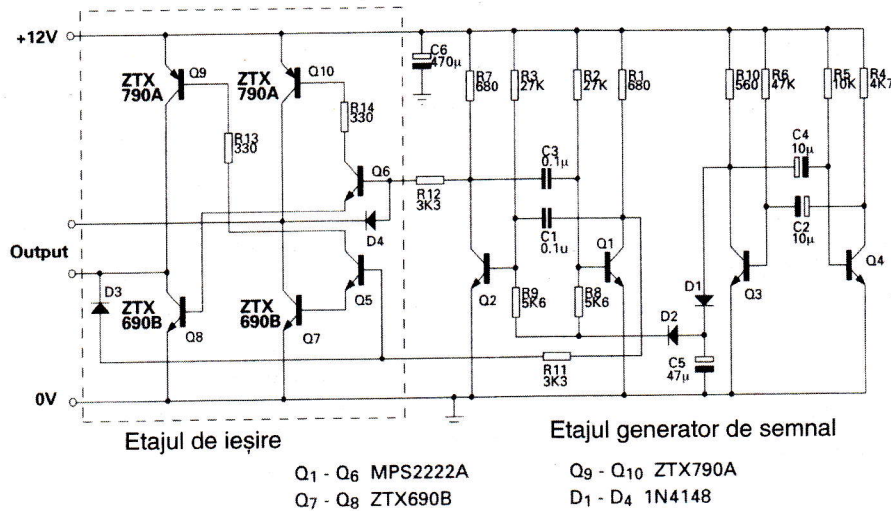 +12V
ZTX
790A
Q9
ZTX
790A
Q10
R13
330
R14
330
Q6
C6
470µ
R7
680
R3
27K
R2
27K
R1
680
R10
560
R6
47K
R5
10K
R4
4K7
C4
10µ
C3
0.1µ
R12
3K3
C2
10µ
D4
C1
0.1u
Q1
Output
D3
ZTX
690B
Q8
ZTX
690B
Q7
Q5
Q2
R9
5K6
R8
5K6
D2
D1
Q3
Q4
R11
3K3
C5
47µ
0V
Etajul de ieșire
Etajul generator de semnal
Q1 - Q6 MPS2222A
Q9 - Q10 ZTX790A
Q7 - Q8 ZTX690B
D1 - D4 1N4148